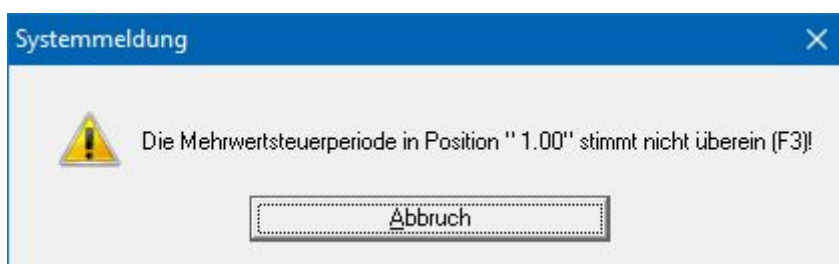 Systemmeldung
Die Mehrwertsteuerperiode in Position " 1.00" stimmt nicht überein (F3)!
Abbruch